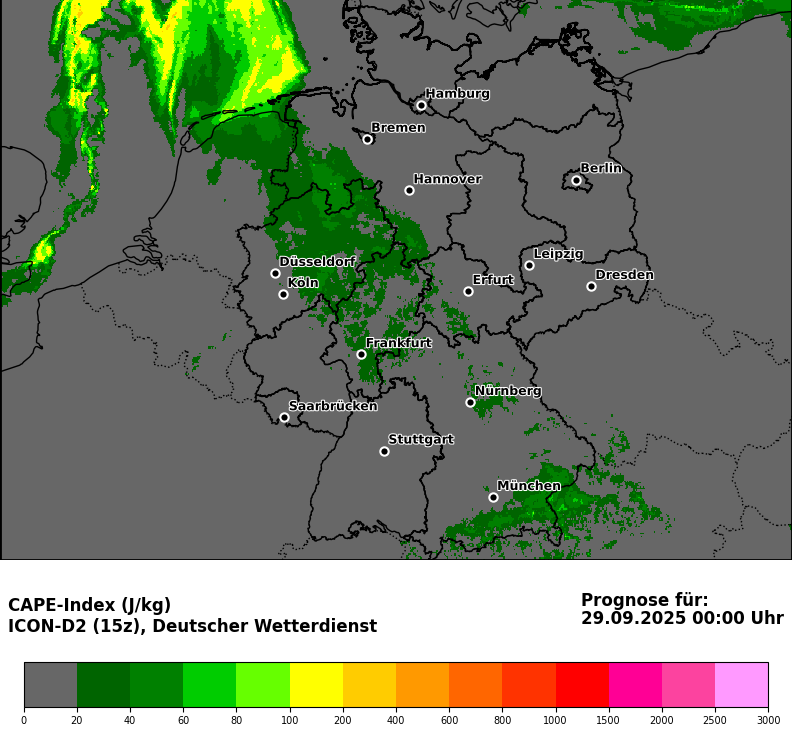 Hamburg
Bremen
Berlin
Hannover
Leipzig
Düsseldorf
Dresden
Köln
Erfurt
Frankfurt
Nürnberg
Saarbrücken
Stuttgart
München
CAPE-Index (J/kg)
ICON-D2 (15z), Deutscher Wetterdienst
Prognose für:
29.09.2025 00:00 Uhr
0 20 40 60 80 100 200 400 600 800 1000 1500 2000 2500 3000